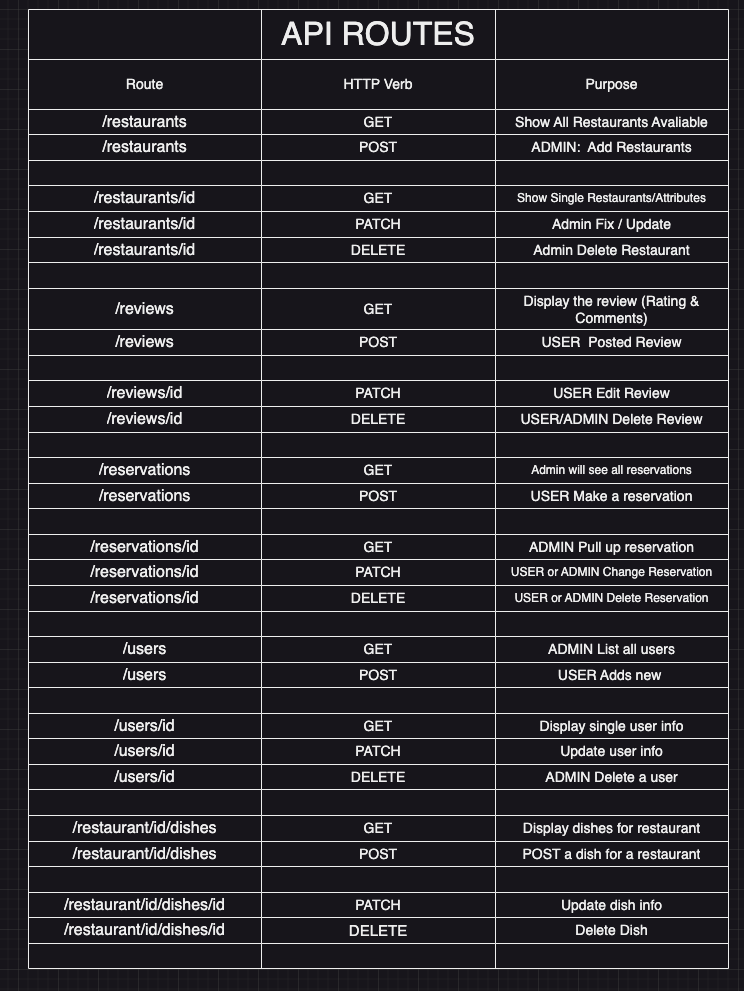 API ROUTES
Route HTTP Verb Purpose
/restaurants GET Show All Restaurants Avaliable
/restaurants POST ADMIN:  Add Restaurants
/restaurants/id GET Show Single Restaurants/Attributes
/restaurants/id PATCH Admin Fix / Update
/restaurants/id DELETE Admin Delete Restaurant
/reviews GET Display the review (Rating &
Comments)
/reviews POST USER  Posted Review
/reviews/id PATCH USER Edit Review
/reviews/id DELETE USER/ADMIN Delete Review
/reservations GET Admin will see all reservations
/reservations POST USER Make a reservation
/reservations/id GET ADMIN Pull up reservation
/reservations/id PATCH USER or ADMIN Change Reservation
/reservations/id DELETE USER or ADMIN Delete Reservation
/users GET ADMIN List all users
/users POST USER Adds new
/users/id GET Display single user info
/users/id PATCH Update user info
/users/id DELETE ADMIN Delete a user
/restaurant/id/dishes GET Display dishes for restaurant
/restaurant/id/dishes POST POST a dish for a restaurant
/restaurant/id/dishes/id PATCH Update dish info
/restaurant/id/dishes/id DELETE Delete Dish